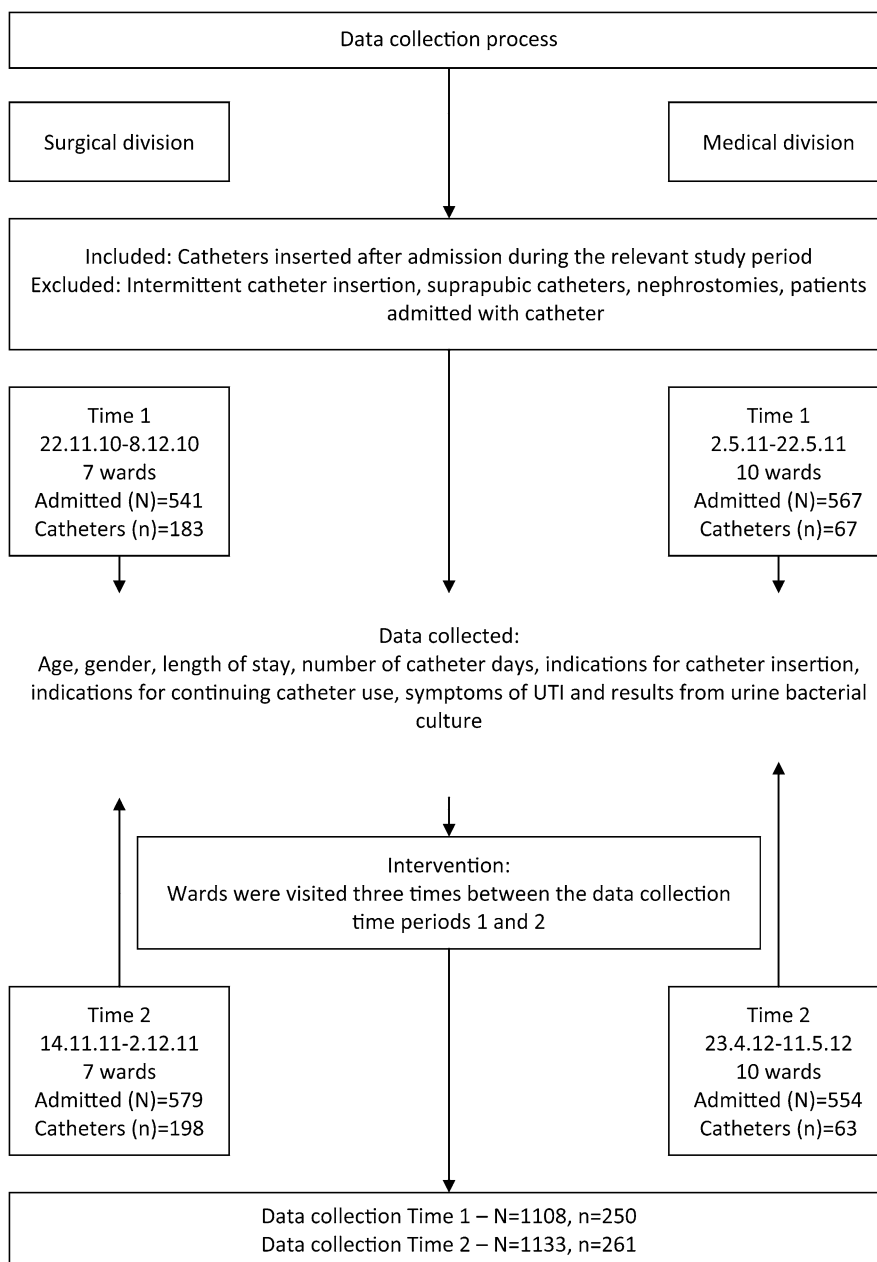 Data collection process
Surgical division
Medical division
Included: Catheters inserted after admission during the relevant study period
Excluded: Intermittent catheter insertion, suprapubic catheters, nephrostomies, patients
admitted with catheter
Time 1
22.11.10-8.12.10
7 wards
Admitted (N)=541
Catheters (n)=183
Time 1
2.5.11-22.5.11
10 wards
Admitted (N)=567
Catheters (n)=67
Data collected:
Age, gender, length of stay, number of catheter days, indications for catheter insertion,
indications for continuing catheter use, symptoms of UTI and results from urine bacterial
culture
Intervention:
Wards were visited three times between the data collection
time periods 1 and 2
Time 2
14.11.11-2.12.11
7 wards
Admitted (N)=579
Catheters (n)=198
Time 2
23.4.12-11.5.12
10 wards
Admitted (N)=554
Catheters (n)=63
Data collection Time 1 – N=1108, n=250
Data collection Time 2 – N=1133, n=261